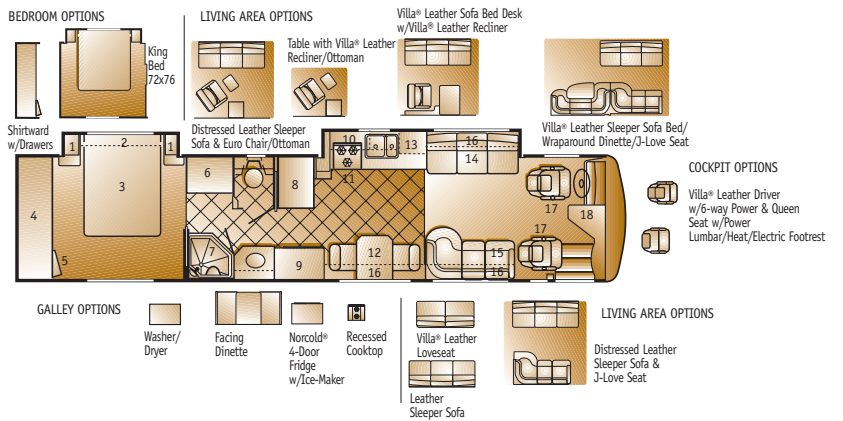 BEDROOM OPTIONS
King
Bed
72x76
Shirtward
w/Drawers
LIVING AREA OPTIONS
Distressed Leather Sleeper
Sofa & Euro Chair/Ottoman
Table with Villa® Leather
Recliner/Ottoman
Villa® Leather Sofa Bed Desk
w/Villa® Leather Recliner
Villa® Leather Sleeper Sofa Bed/
Wraparound Dinette/J-Love Seat
1
2
1
3
4
5
6
7
8
9
10
11
12
16
13
16
14
15
16
17
17
18
COCKPIT OPTIONS
Villa® Leather Driver
w/6-way Power & Queen
Seat w/Power
Lumbar/Heat/Electric Footrest
GALLEY OPTIONS
Washer/
Dryer
Facing
Dinette
Norcold®
4-Door
Fridge
w/Ice-Maker
Recessed
Cooktop
Villa® Leather
Loveseat
Leather
Sleeper Sofa
LIVING AREA OPTIONS
Distressed Leather
Sleeper Sofa &
J-Love Seat